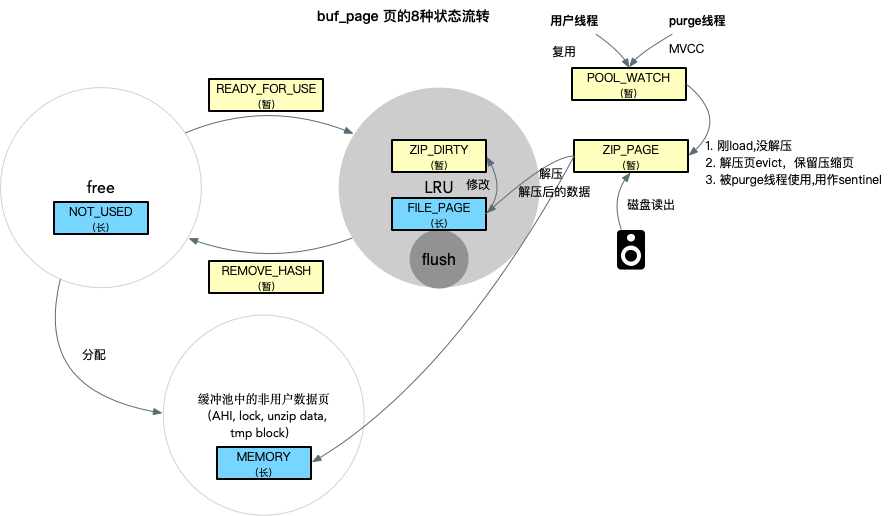 buf_page 页的8种状态流转
用户线程
purge线程
复用
MVCC
POOL_WATCH
(暂)
READY_FOR_USE
(暂)
ZIP_DIRTY
(暂)
ZIP_PAGE
(暂)
1. 刚load,没解压
2. 解压页evict，保留压缩页
3. 被purge线程使用,用作sentinel
free
LRU
修改
解压
解压后的数据
NOT_USED
(长)
FILE_PAGE
(长)
磁盘读出
flush
REMOVE_HASH
(暂)
分配
缓冲池中的非用户数据页
(AHI, lock, unzip data,
tmp block)
MEMORY
(长)